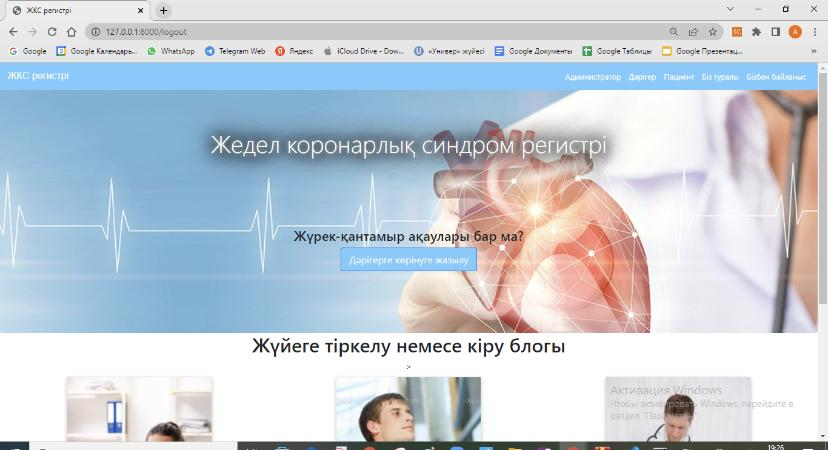 ЖКС регистрі
127.0.0.1:8000/logout
Google
Google Календарь...
WhatsApp
Telegram Web
Яндекс
iCloud Drive - Dow...
«Универ» жүйесі
Google Документы
Google Таблицы
Google Презентац...
»
ЖКС регистрі
Администратор
Дәрігер
Пациент
Біз туралы
Бізбен байланыс
Жедел коронарлық синдром регистрі
Жүрек-қантамыр ақаулары бар ма?
Дәрігерге көрінуге жазылу
Жүйеге тіркелу немесе кіру блогы
>
Активация Windows
Чтобы активировать Windows, перейдите в
раздел "Параметры".
19:26